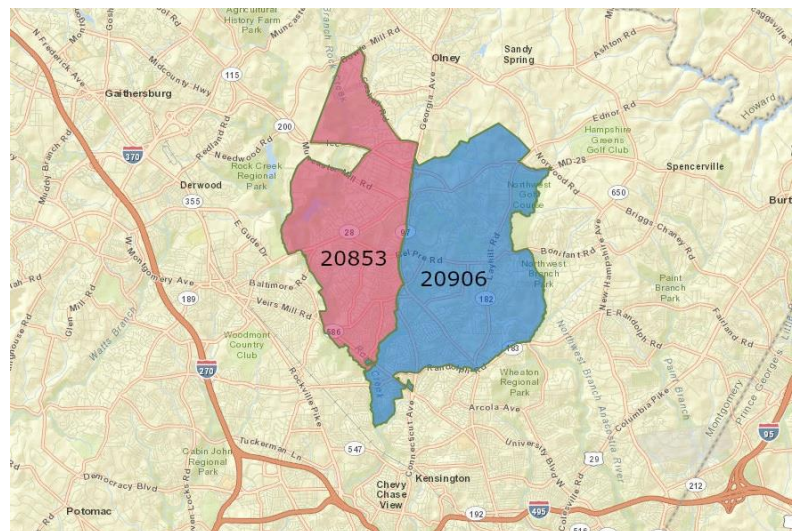 Agricultural
History Farm
Park
Olney
Sandy
Spring
Ashton Rd
N Frederick Ave
Midcounty Hwy
115
Georgia Ave
Gaithersburg
Howard
Ednor Rd
200
Redland Rd
Hampshire
Greens
Golf Club
Muddy Branch Rd
370
Needwood Rd
Rock Creek
Regional
Park
Norwood Rd
MD-28
Spencerville
Derwood
355
Northwest
Golf
Course
650
Briggs Chaney Rd
E Gude Dr
28
97
Layhill Rd
Bonifant Rd
W Montgomery Ave
20853
20906
Northwest
Branch
Park
New Hampshire Ave
Paint
Branch
Park
Baltimore Rd
189
182
Veirs Mill Rd
Glen Mill Rd
Watts Branch
586
E Randolph Rd
Fairland Rd
Woodmont
Country
Club
Randolph Rd
183
270
Rockville Pike
Wheaton
Regional
Park
Northwest Branch Anacostia River
Paint Branch
Montgomery
Prince George's
Acorla Ave
Columbia Pike
Connecticut Ave
University Blvd W
95
Tuckerman Ln
547
29
Cabin John
Regional
Park
Kensington
Democracy Blvd
Chevy
Chase
View
212
Potomac
192
495
Colesville Rd